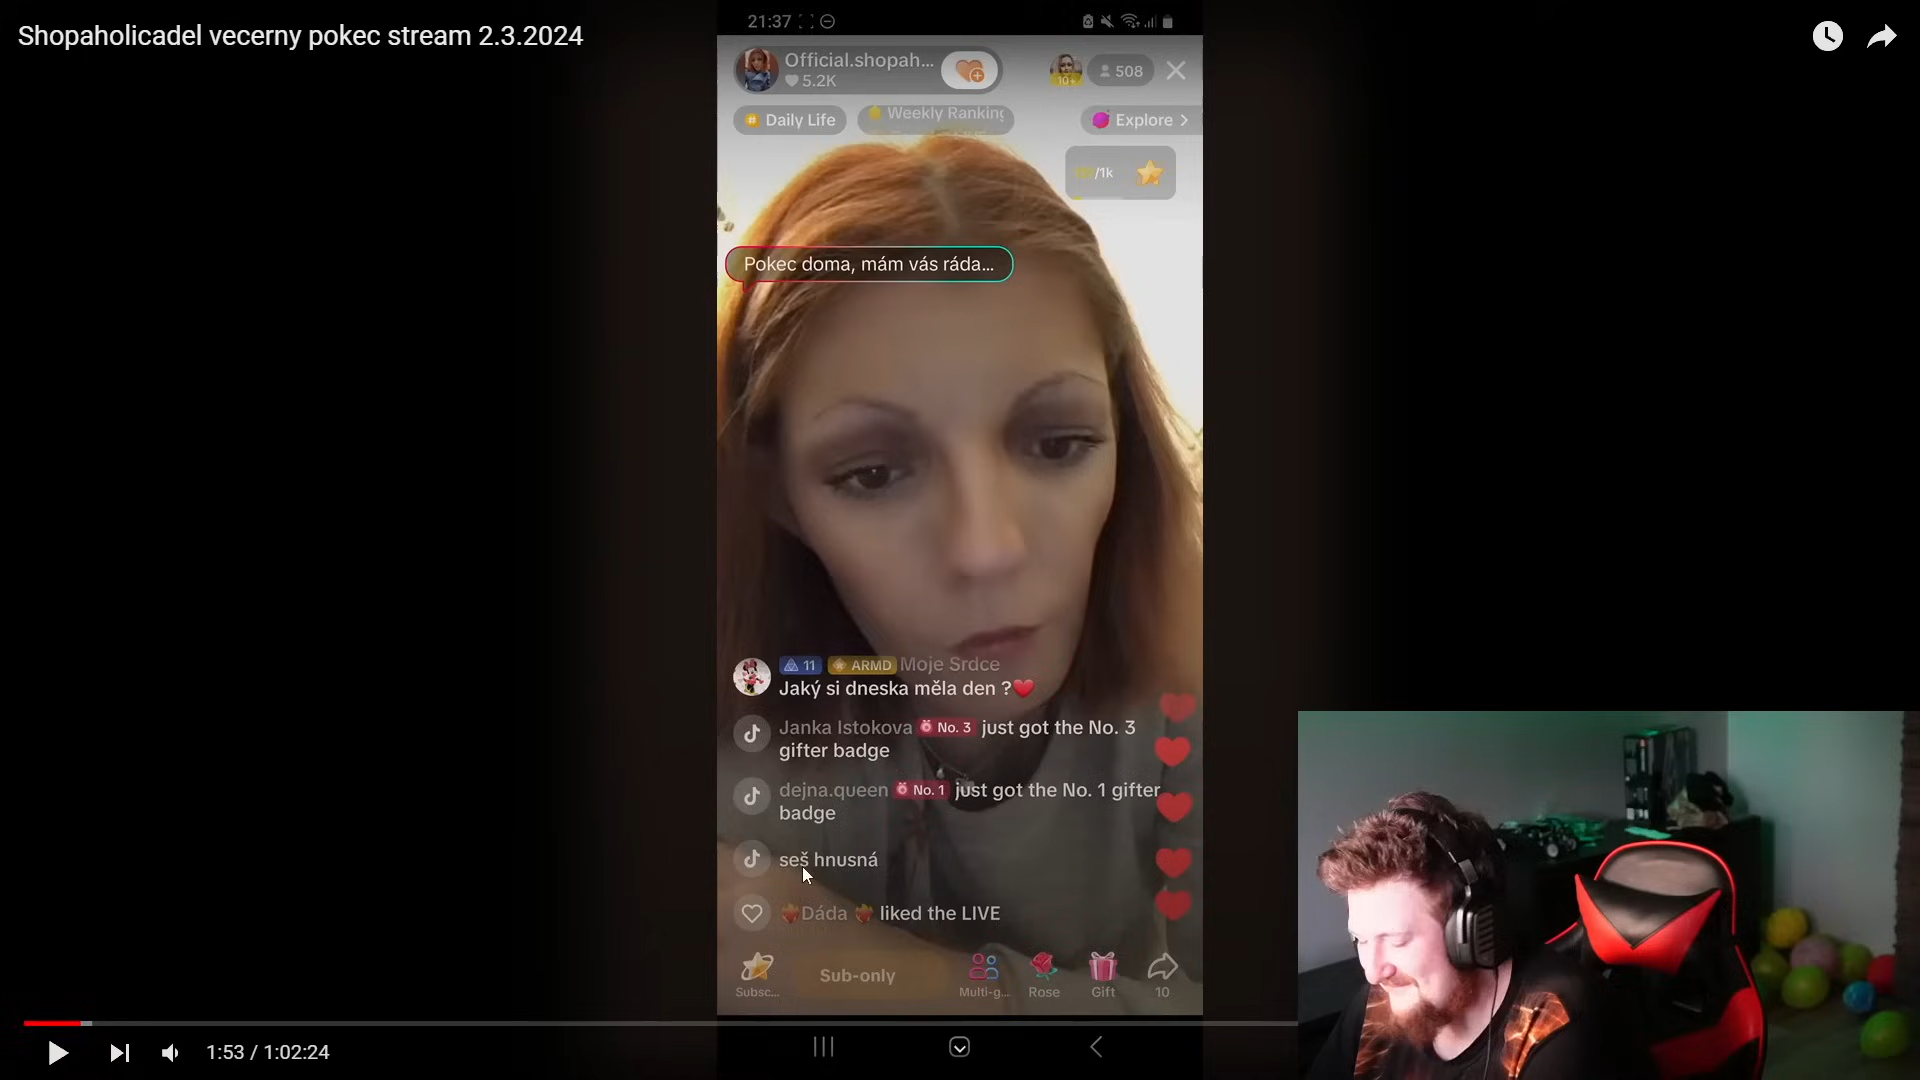 Shopaholicadel vecerny pokec stream 2.3.2024
21:37
Official.shopah...
5.2K
10+
508
Daily Life
Weekly Ranking
Explore
/1k
Pokec doma, mám vás ráda...
11 ARMD Moje Srdce
Jaký si dneska měla den ?❤️
Janka Istokova No. 3 just got the No. 3
gifter badge
dejna.queen No. 1 just got the No. 1 gifter
badge
seš hnusná
Dáda liked the LIVE
Subsc...
Sub-only
Multi-g...
Rose
Gift
10
1:53 / 1:02:24